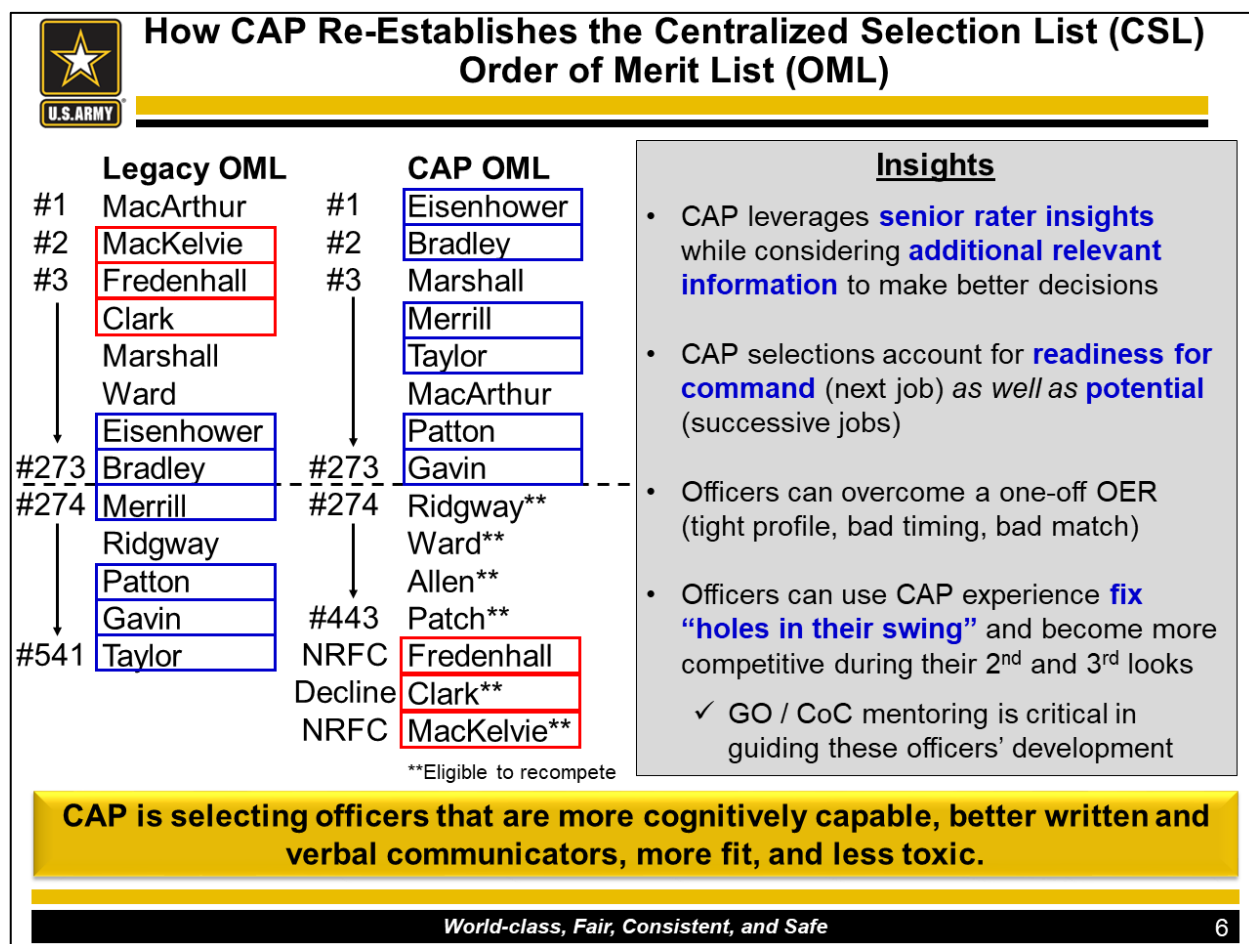 How CAP Re-Establishes the Centralized Selection List (CSL)
Order of Merit List (OML)
U.S.ARMY
Legacy OML
#1 MacArthur
#2 MacKelvie
#3 Fredenhall
Clark
Marshall
Ward
Eisenhower
#273 Bradley
#274 Merrill
Ridgway
Patton
Gavin
#541 Taylor
CAP OML
#1 Eisenhower
#2 Bradley
#3 Marshall
Merrill
Taylor
MacArthur
Patton
#273 Gavin
#274 Ridgway**
Ward**
Allen**
#443 Patch**
NRFC Fredenhall
Decline Clark**
NRFC MacKelvie**
**Eligible to recompete
Insights
• CAP leverages senior rater insights
while considering additional relevant
information to make better decisions
• CAP selections account for readiness for
command (next job) as well as potential
(successive jobs)
• Officers can overcome a one-off OER
(tight profile, bad timing, bad match)
• Officers can use CAP experience fix
“holes in their swing” and become more
competitive during their 2nd and 3rd looks
✓ GO / CoC mentoring is critical in
guiding these officers’ development
CAP is selecting officers that are more cognitively capable, better written and
verbal communicators, more fit, and less toxic.
World-class, Fair, Consistent, and Safe
6